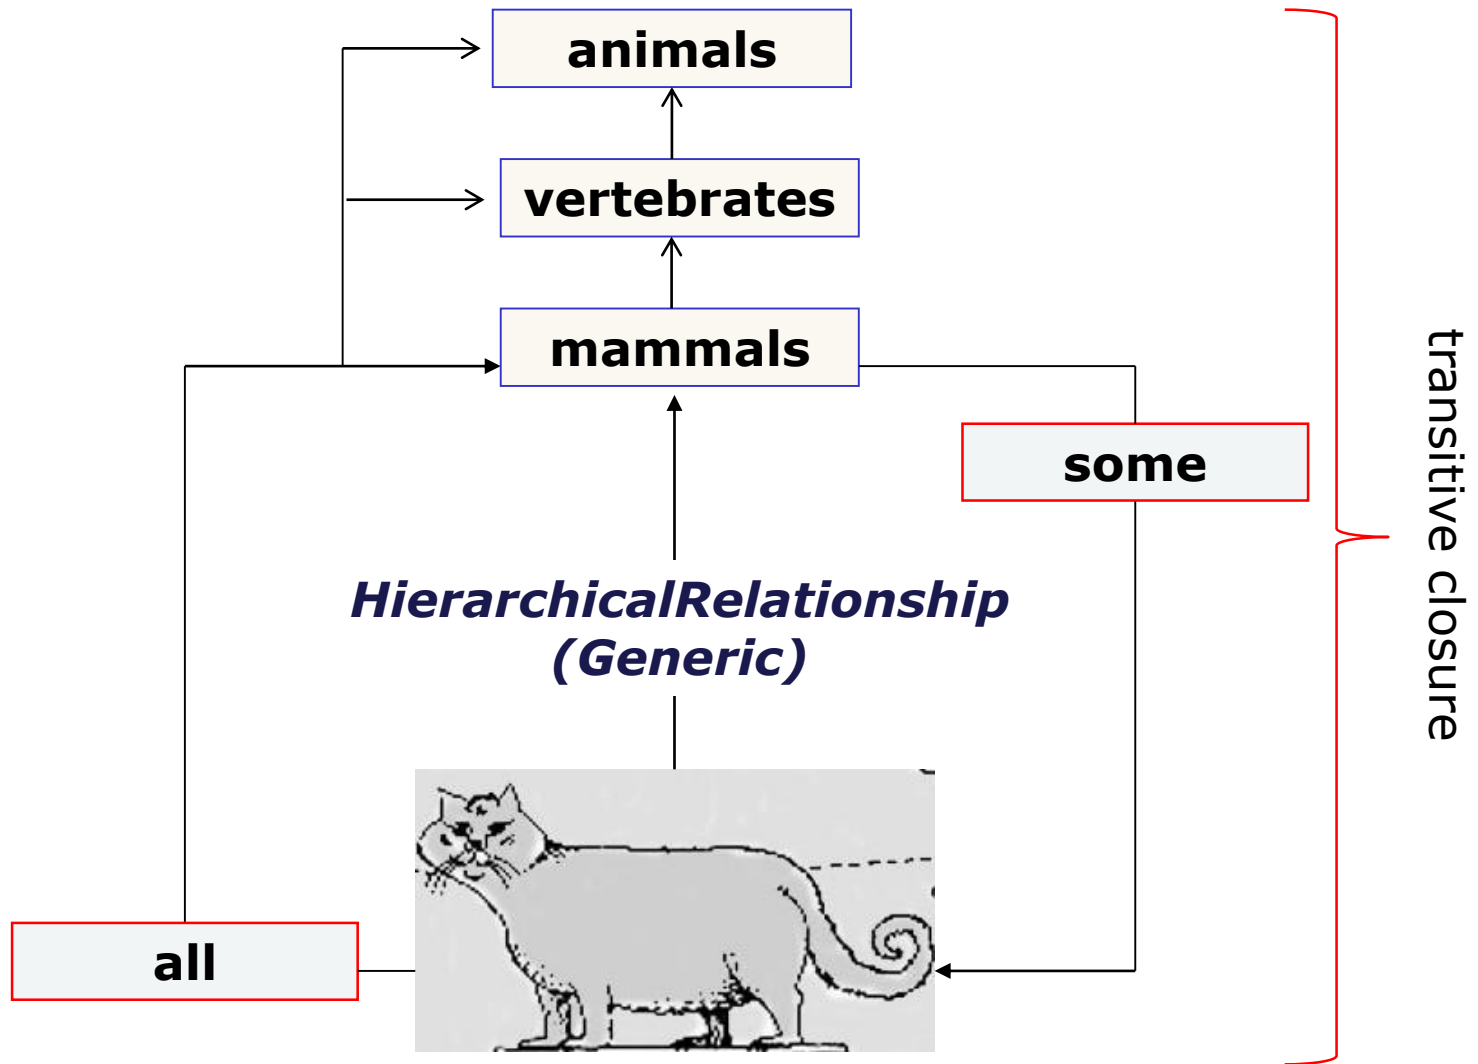 animals
vertebrates
mammals
some
HierarchicalRelationship
(Generic)
all
transitive closure